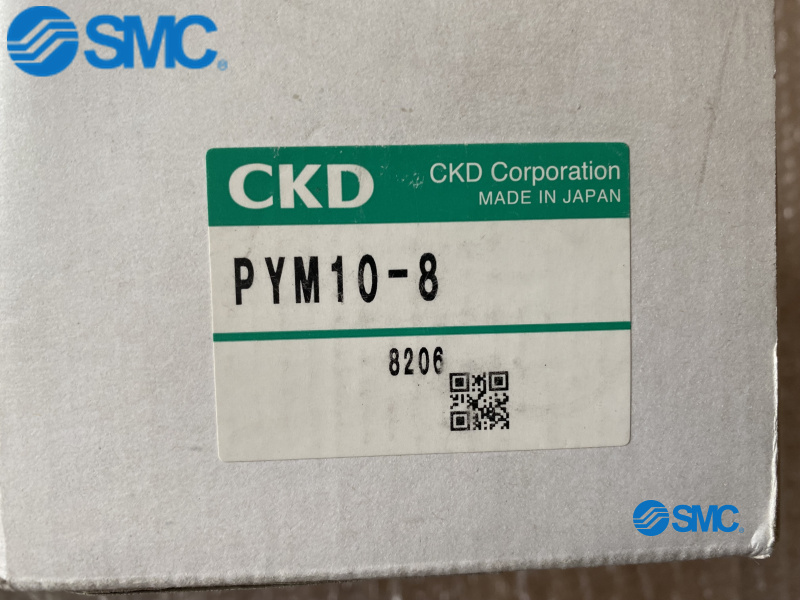 SMC®
CKD
CKD Corporation
MADE IN JAPAN
PYM10-8
8206
SMC®